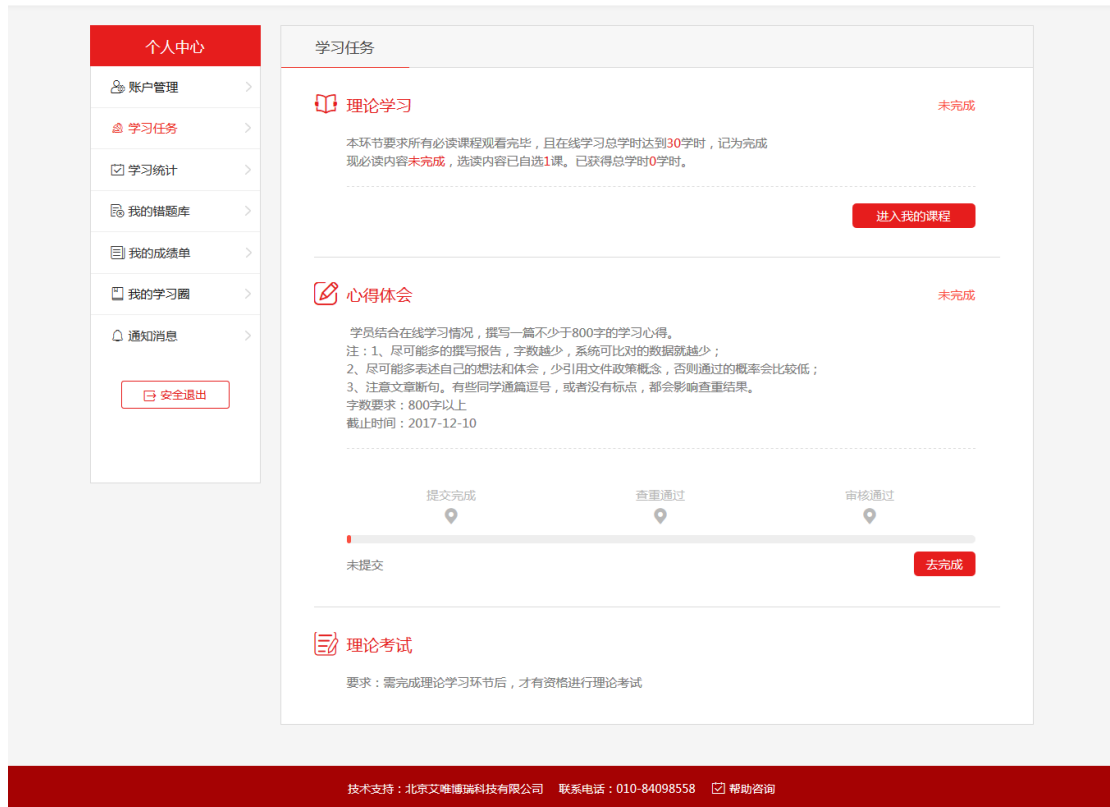 个人中心
账户管理
学习任务
学习统计
我的错题库
我的成绩单
我的学习圈
通知消息
安全退出
学习任务
理论学习
未完成
本环节要求所有必读课程观看完毕，且在线学习总学时达到30学时，记为完成
现必读内容未完成，选读内容已自选1课。已获得总学时0学时。
进入我的课程
心得体会
未完成
学员结合在线学习情况，撰写一篇不少于800字的学习心得。
注：1、尽可能多的撰写报告，字数越少，系统可比对的数据就越少；
2、尽可能多表述自己的想法和体会，少引用文件政策概念，否则通过的概率会比较低；
3、注意文章断句。有些同学通篇逗号，或者没有标点，都会影响查重结果。
字数要求：800字以上
截止时间：2017-12-10
提交完成 查重通过 审核通过
未提交
去完成
理论考试
要求：需完成理论学习环节后，才有资格进行理论考试
技术支持：北京艾唯博瑞科技有限公司 联系电话：010-84098558 帮助咨询